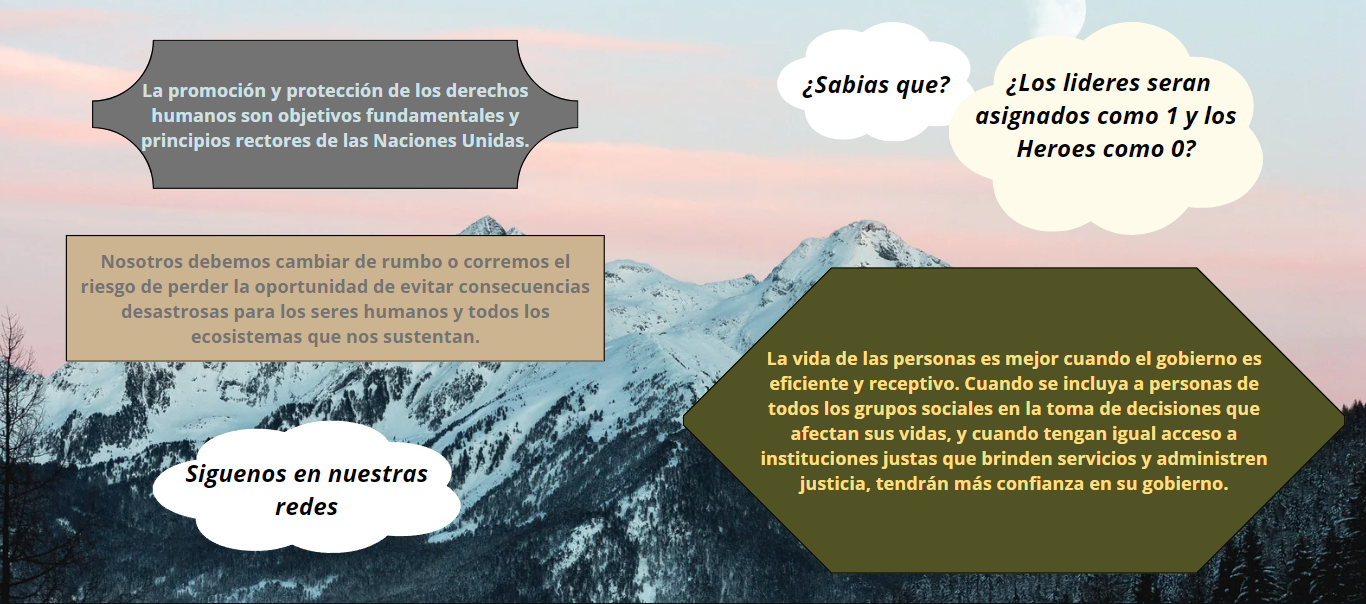 La promoción y protección de los derechos
humanos son objetivos fundamentales y
principios rectores de las Naciones Unidas.
¿Sabias que?
¿Los lideres seran
asignados como 1 y los
Heroes como 0?
Nosotros debemos cambiar de rumbo o corremos el
riesgo de perder la oportunidad de evitar consecuencias
desastrosas para los seres humanos y todos los
ecosistemas que nos sustentan.
La vida de las personas es mejor cuando el gobierno es
eficiente y receptivo. Cuando se incluya a personas de
todos los grupos sociales en la toma de decisiones que
afectan sus vidas, y cuando tengan igual acceso a
instituciones justas que brinden servicios y administren
justicia, tendrán más confianza en su gobierno.
Siguenos en nuestras
redes